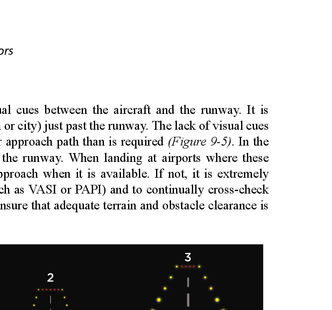 ors
ual cues between the aircraft and the runway. It is
or city) just past the runway. The lack of visual cues
approach path than is required (Figure 9-5). In the
the runway. When landing at airports where these
pproach when it is available. If not, it is extremely
ch as VASI or PAPI) and to continually cross-check
nsure that adequate terrain and obstacle clearance is
2
3